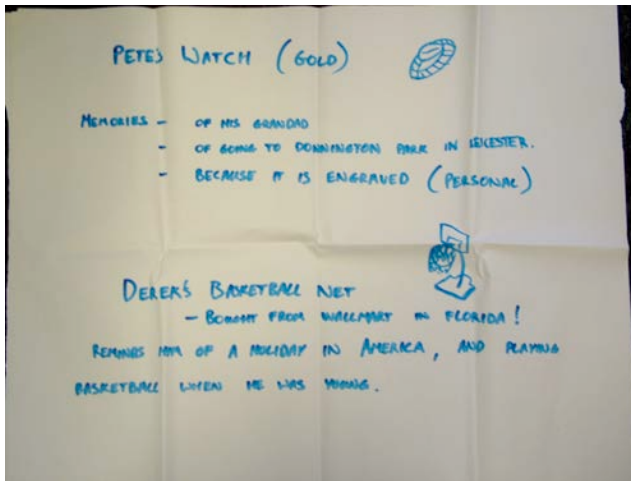 PETE'S WATCH (GOLD)
MEMORIES - OF HIS GRANDAD
- OF GOING TO DONNINGTON PARK IN LEICESTER.
- BECAUSE IT IS ENGRAVED (PERSONAL)
DEREK'S BASKETBALL NET
- BOUGHT FROM WALLMART IN FLORIDA!
REMINDS HIM OF A HOLIDAY IN AMERICA, AND PLAYING
BASKETBALL WHEN HE WAS YOUNG.